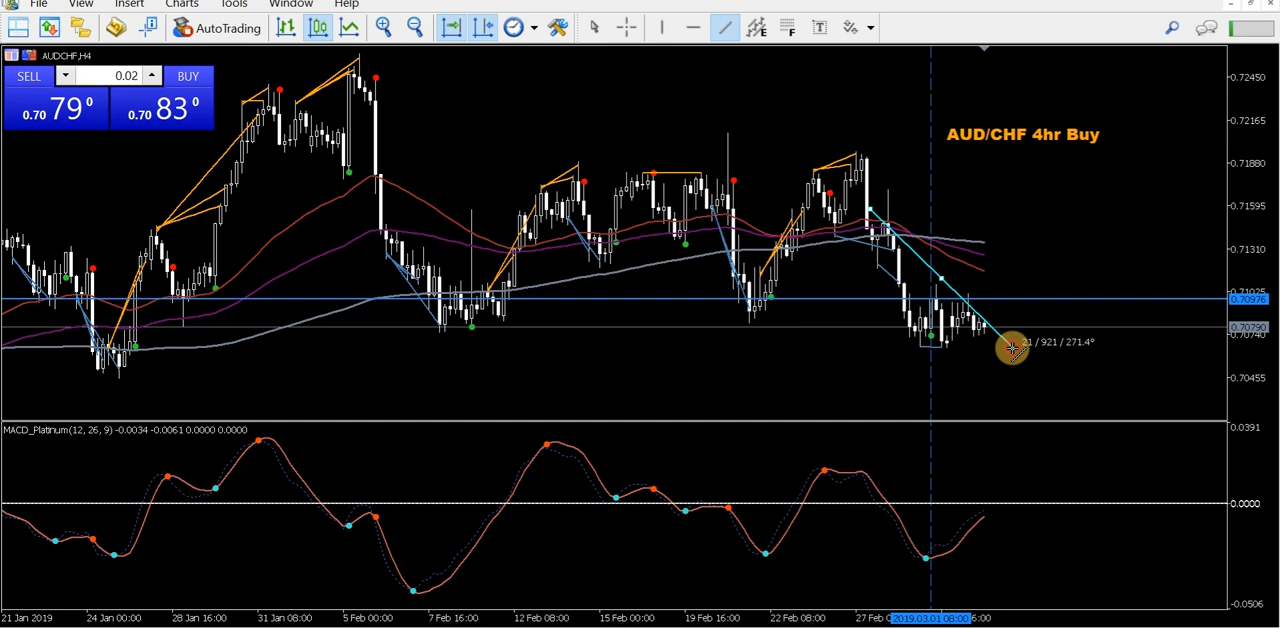 File View Insert Charts Tools Window Help
AutoTrading
AUDCHF,H4
SELL 0.02 BUY
0.70 79 0 0.70 83 0
AUD/CHF 4hr Buy
0.72450
0.72165
0.71880
0.71595
0.71310
0.71025
0.70976
0.70790
0.70740
0.70455
21 / 921 / 271.4°
MACD_Platinum(12, 26, 9) -0.0034 -0.0061 0.0000 0.0000
0.0391
0.0000
-0.0506
21 Jan 2019 24 Jan 00:00 28 Jan 16:00 31 Jan 08:00 5 Feb 00:00 7 Feb 16:00 12 Feb 08:00 15 Feb 00:00 19 Feb 16:00 22 Feb 08:00 27 Feb 2019.03.01 08:00 6:00